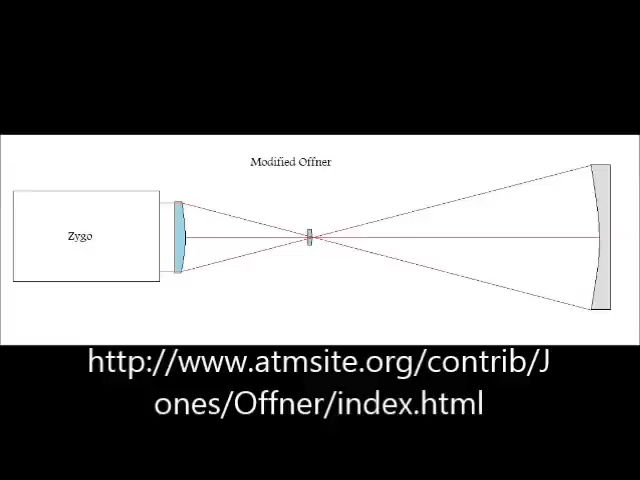 Modified Offner
Zygo
http://www.atmsite.org/contrib/J
ones/Offner/index.html